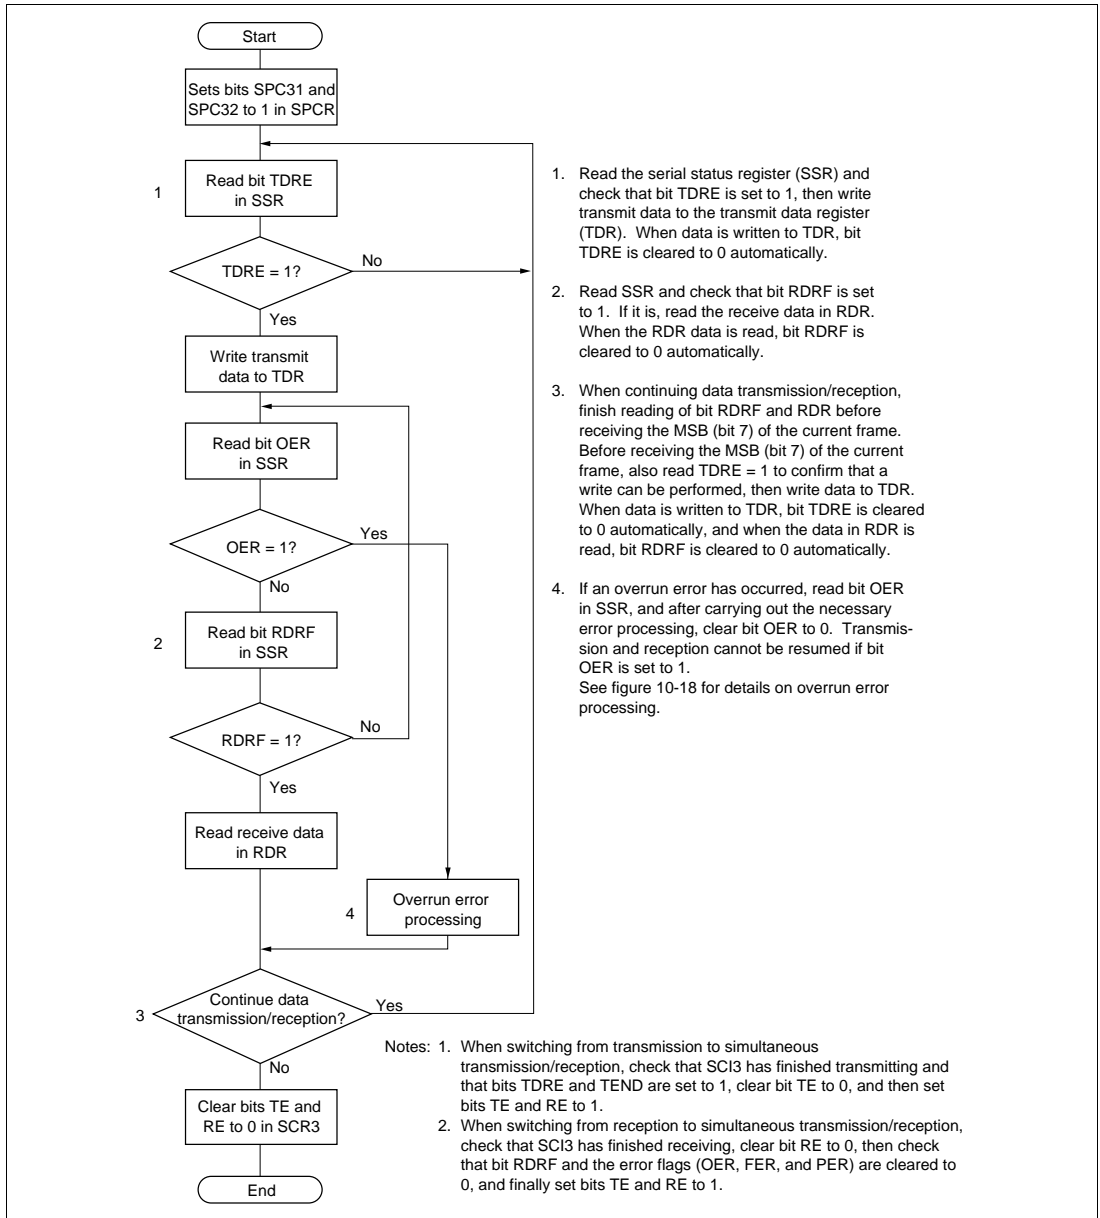 Start
Sets bits SPC31 and
SPC32 to 1 in SPCR
1
Read bit TDRE
in SSR
TDRE = 1?
No
Yes
Write transmit
data to TDR
Read bit OER
in SSR
OER = 1?
Yes
No
2
Read bit RDRF
in SSR
RDRF = 1?
No
Yes
Read receive data
in RDR
4
Overrun error
processing
3
Continue data
transmission/reception?
Yes
No
Clear bits TE and
RE to 0 in SCR3
End
1. Read the serial status register (SSR) and
check that bit TDRE is set to 1, then write
transmit data to the transmit data register
(TDR). When data is written to TDR, bit
TDRE is cleared to 0 automatically.
2. Read SSR and check that bit RDRF is set
to 1. If it is, read the receive data in RDR.
When the RDR data is read, bit RDRF is
cleared to 0 automatically.
3. When continuing data transmission/reception,
finish reading of bit RDRF and RDR before
receiving the MSB (bit 7) of the current frame.
Before receiving the MSB (bit 7) of the current
frame, also read TDRE = 1 to confirm that a
write can be performed, then write data to TDR.
When data is written to TDR, bit TDRE is cleared
to 0 automatically, and when the data in RDR is
read, bit RDRF is cleared to 0 automatically.
4. If an overrun error has occurred, read bit OER
in SSR, and after carrying out the necessary
error processing, clear bit OER to 0. Transmis-
sion and reception cannot be resumed if bit
OER is set to 1.
See figure 10-18 for details on overrun error
processing.
Notes: 1. When switching from transmission to simultaneous
transmission/reception, check that SCI3 has finished transmitting and
that bits TDRE and TEND are set to 1, clear bit TE to 0, and then set
bits TE and RE to 1.
2. When switching from reception to simultaneous transmission/reception,
check that SCI3 has finished receiving, clear bit RE to 0, then check
that bit RDRF and the error flags (OER, FER, and PER) are cleared to
0, and finally set bits TE and RE to 1.